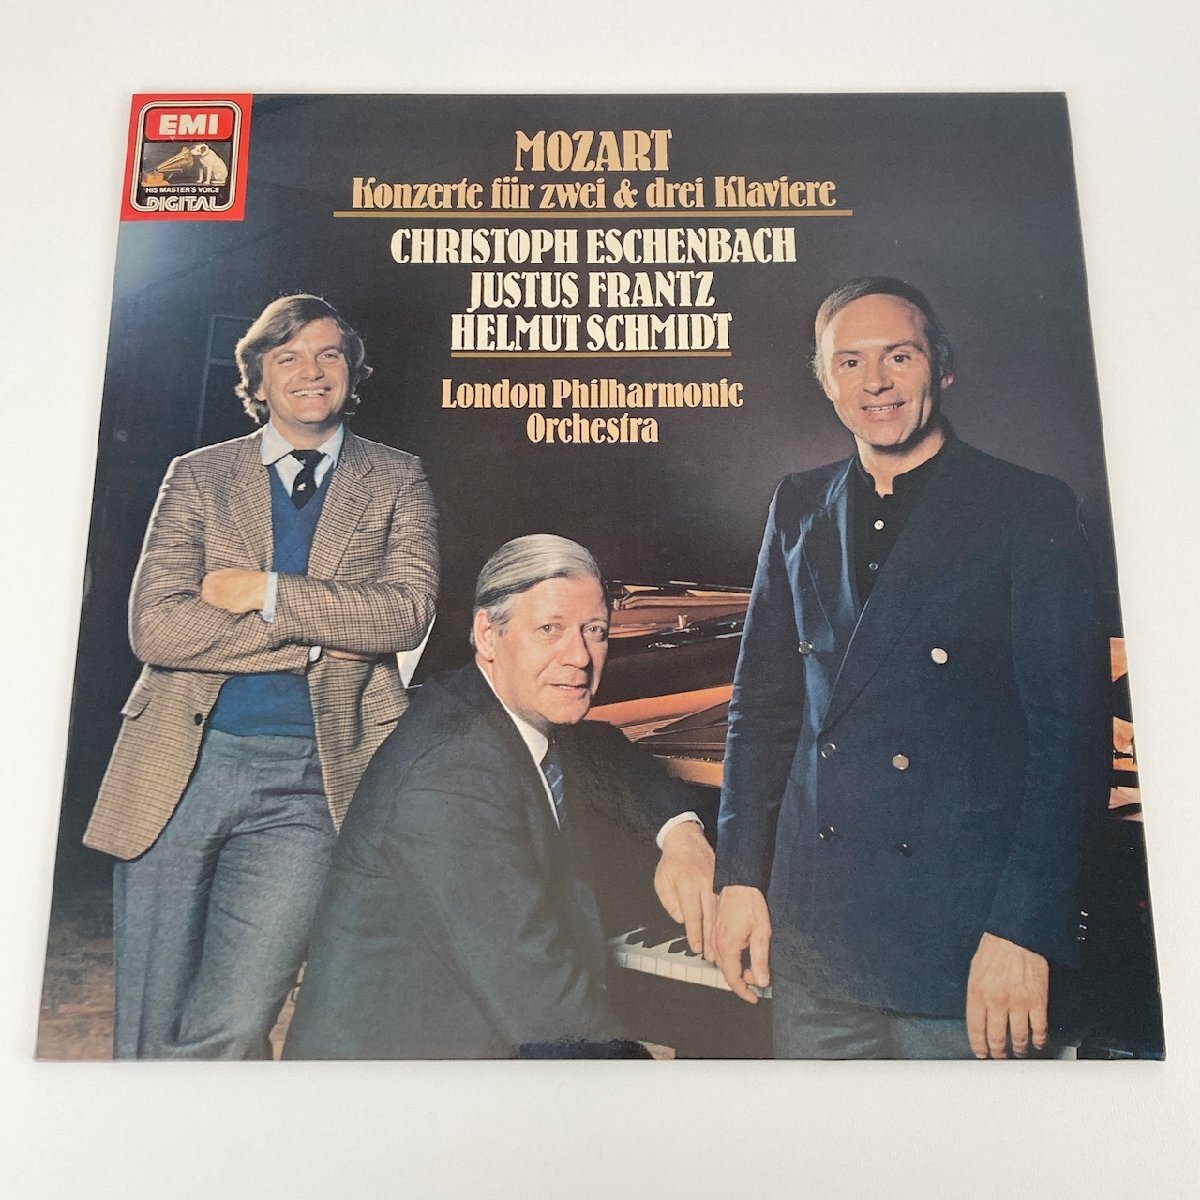 EMI
HIS MASTER'S VOICE
DIGITAL
MOZART
Konzerte für zwei & drei Klaviere
CHRISTOPH ESCHENBACH
JUSTUS FRANTZ
HELMUT SCHMIDT
London Philharmonic
Orchestra